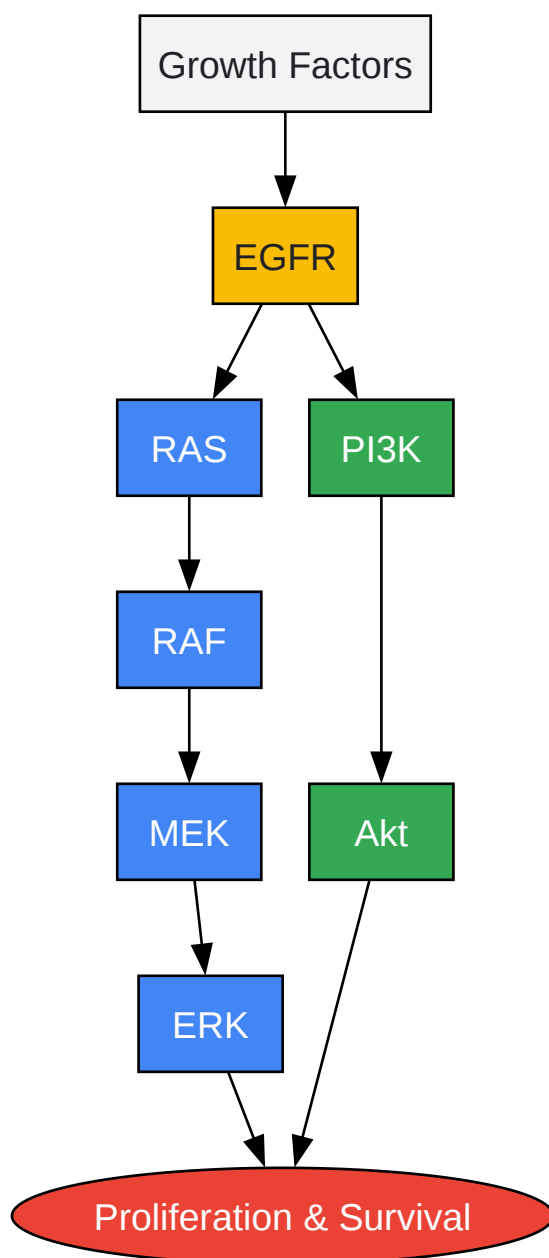 Growth Factors
EGFR
RAS
PI3K
RAF
MEK
Akt
ERK
Proliferation & Survival